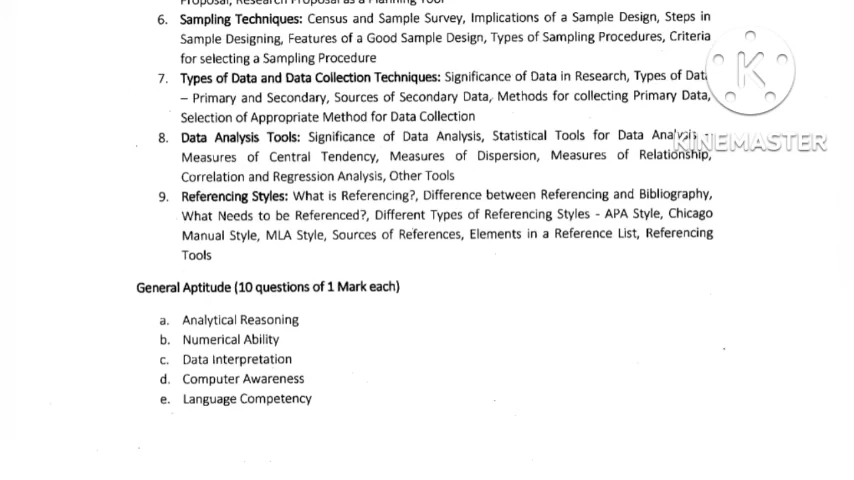 Proposal, Research Proposal as a Planning Tool
6. Sampling Techniques: Census and Sample Survey, Implications of a Sample Design, Steps in
Sample Designing, Features of a Good Sample Design, Types of Sampling Procedures, Criteria
for selecting a Sampling Procedure
7. Types of Data and Data Collection Techniques: Significance of Data in Research, Types of Data
– Primary and Secondary, Sources of Secondary Data, Methods for collecting Primary Data,
Selection of Appropriate Method for Data Collection
8. Data Analysis Tools: Significance of Data Analysis, Statistical Tools for Data Analysis -
Measures of Central Tendency, Measures of Dispersion, Measures of Relationship,
Correlation and Regression Analysis, Other Tools
9. Referencing Styles: What is Referencing?, Difference between Referencing and Bibliography,
What Needs to be Referenced?, Different Types of Referencing Styles - APA Style, Chicago
Manual Style, MLA Style, Sources of References, Elements in a Reference List, Referencing
Tools
General Aptitude (10 questions of 1 Mark each)
a. Analytical Reasoning
b. Numerical Ability
c. Data Interpretation
d. Computer Awareness
e. Language Competency
K
KINEMASTER